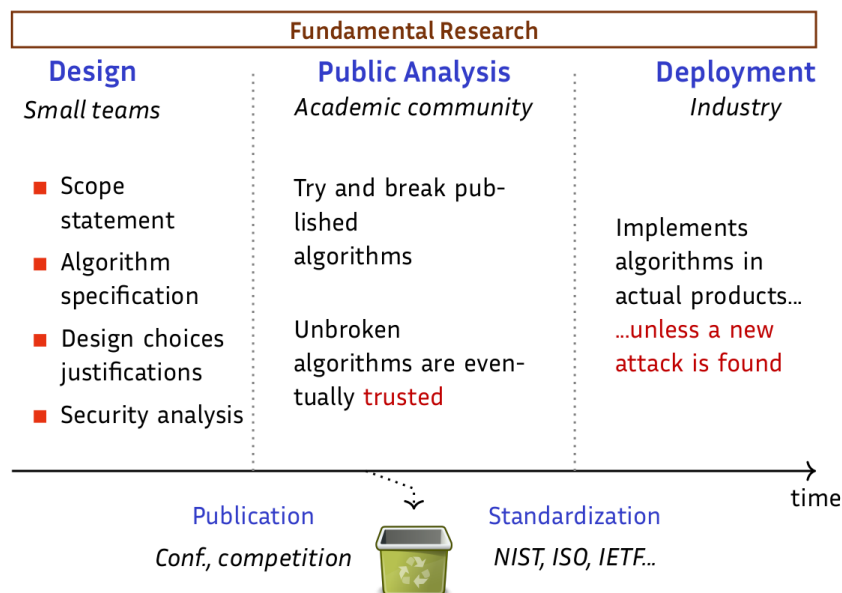 Fundamental Research
Design
Small teams
Scope
statement
Algorithm
specification
Design choices
justifications
Security analysis
Public Analysis
Academic community
Try and break pub-
lished
algorithms
Unbroken
algorithms are even-
tually trusted
Deployment
Industry
Implements
algorithms in
actual products...
...unless a new
attack is found
time
Publication
Conf., competition
Standardization
NIST, ISO, IETF...